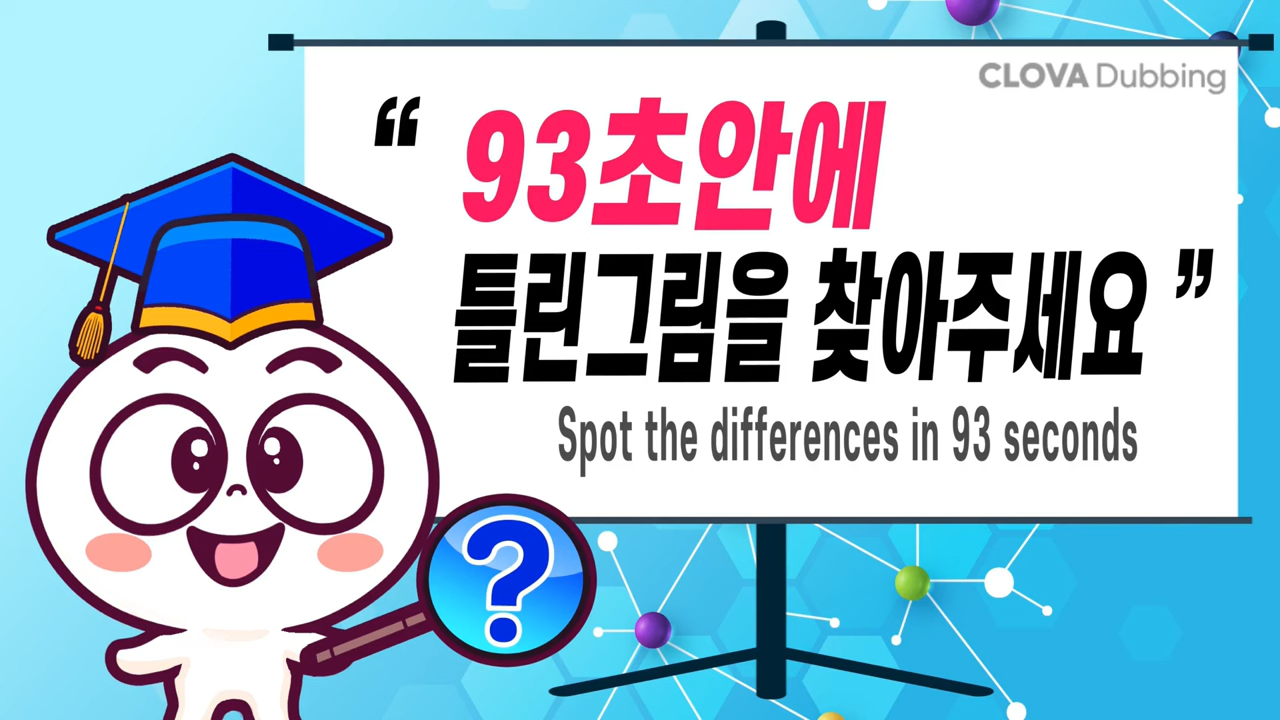 CLOVA Dubbing
“ 93초안에
틀린그림을 찾아주세요 ”
Spot the differences in 93 seconds
?